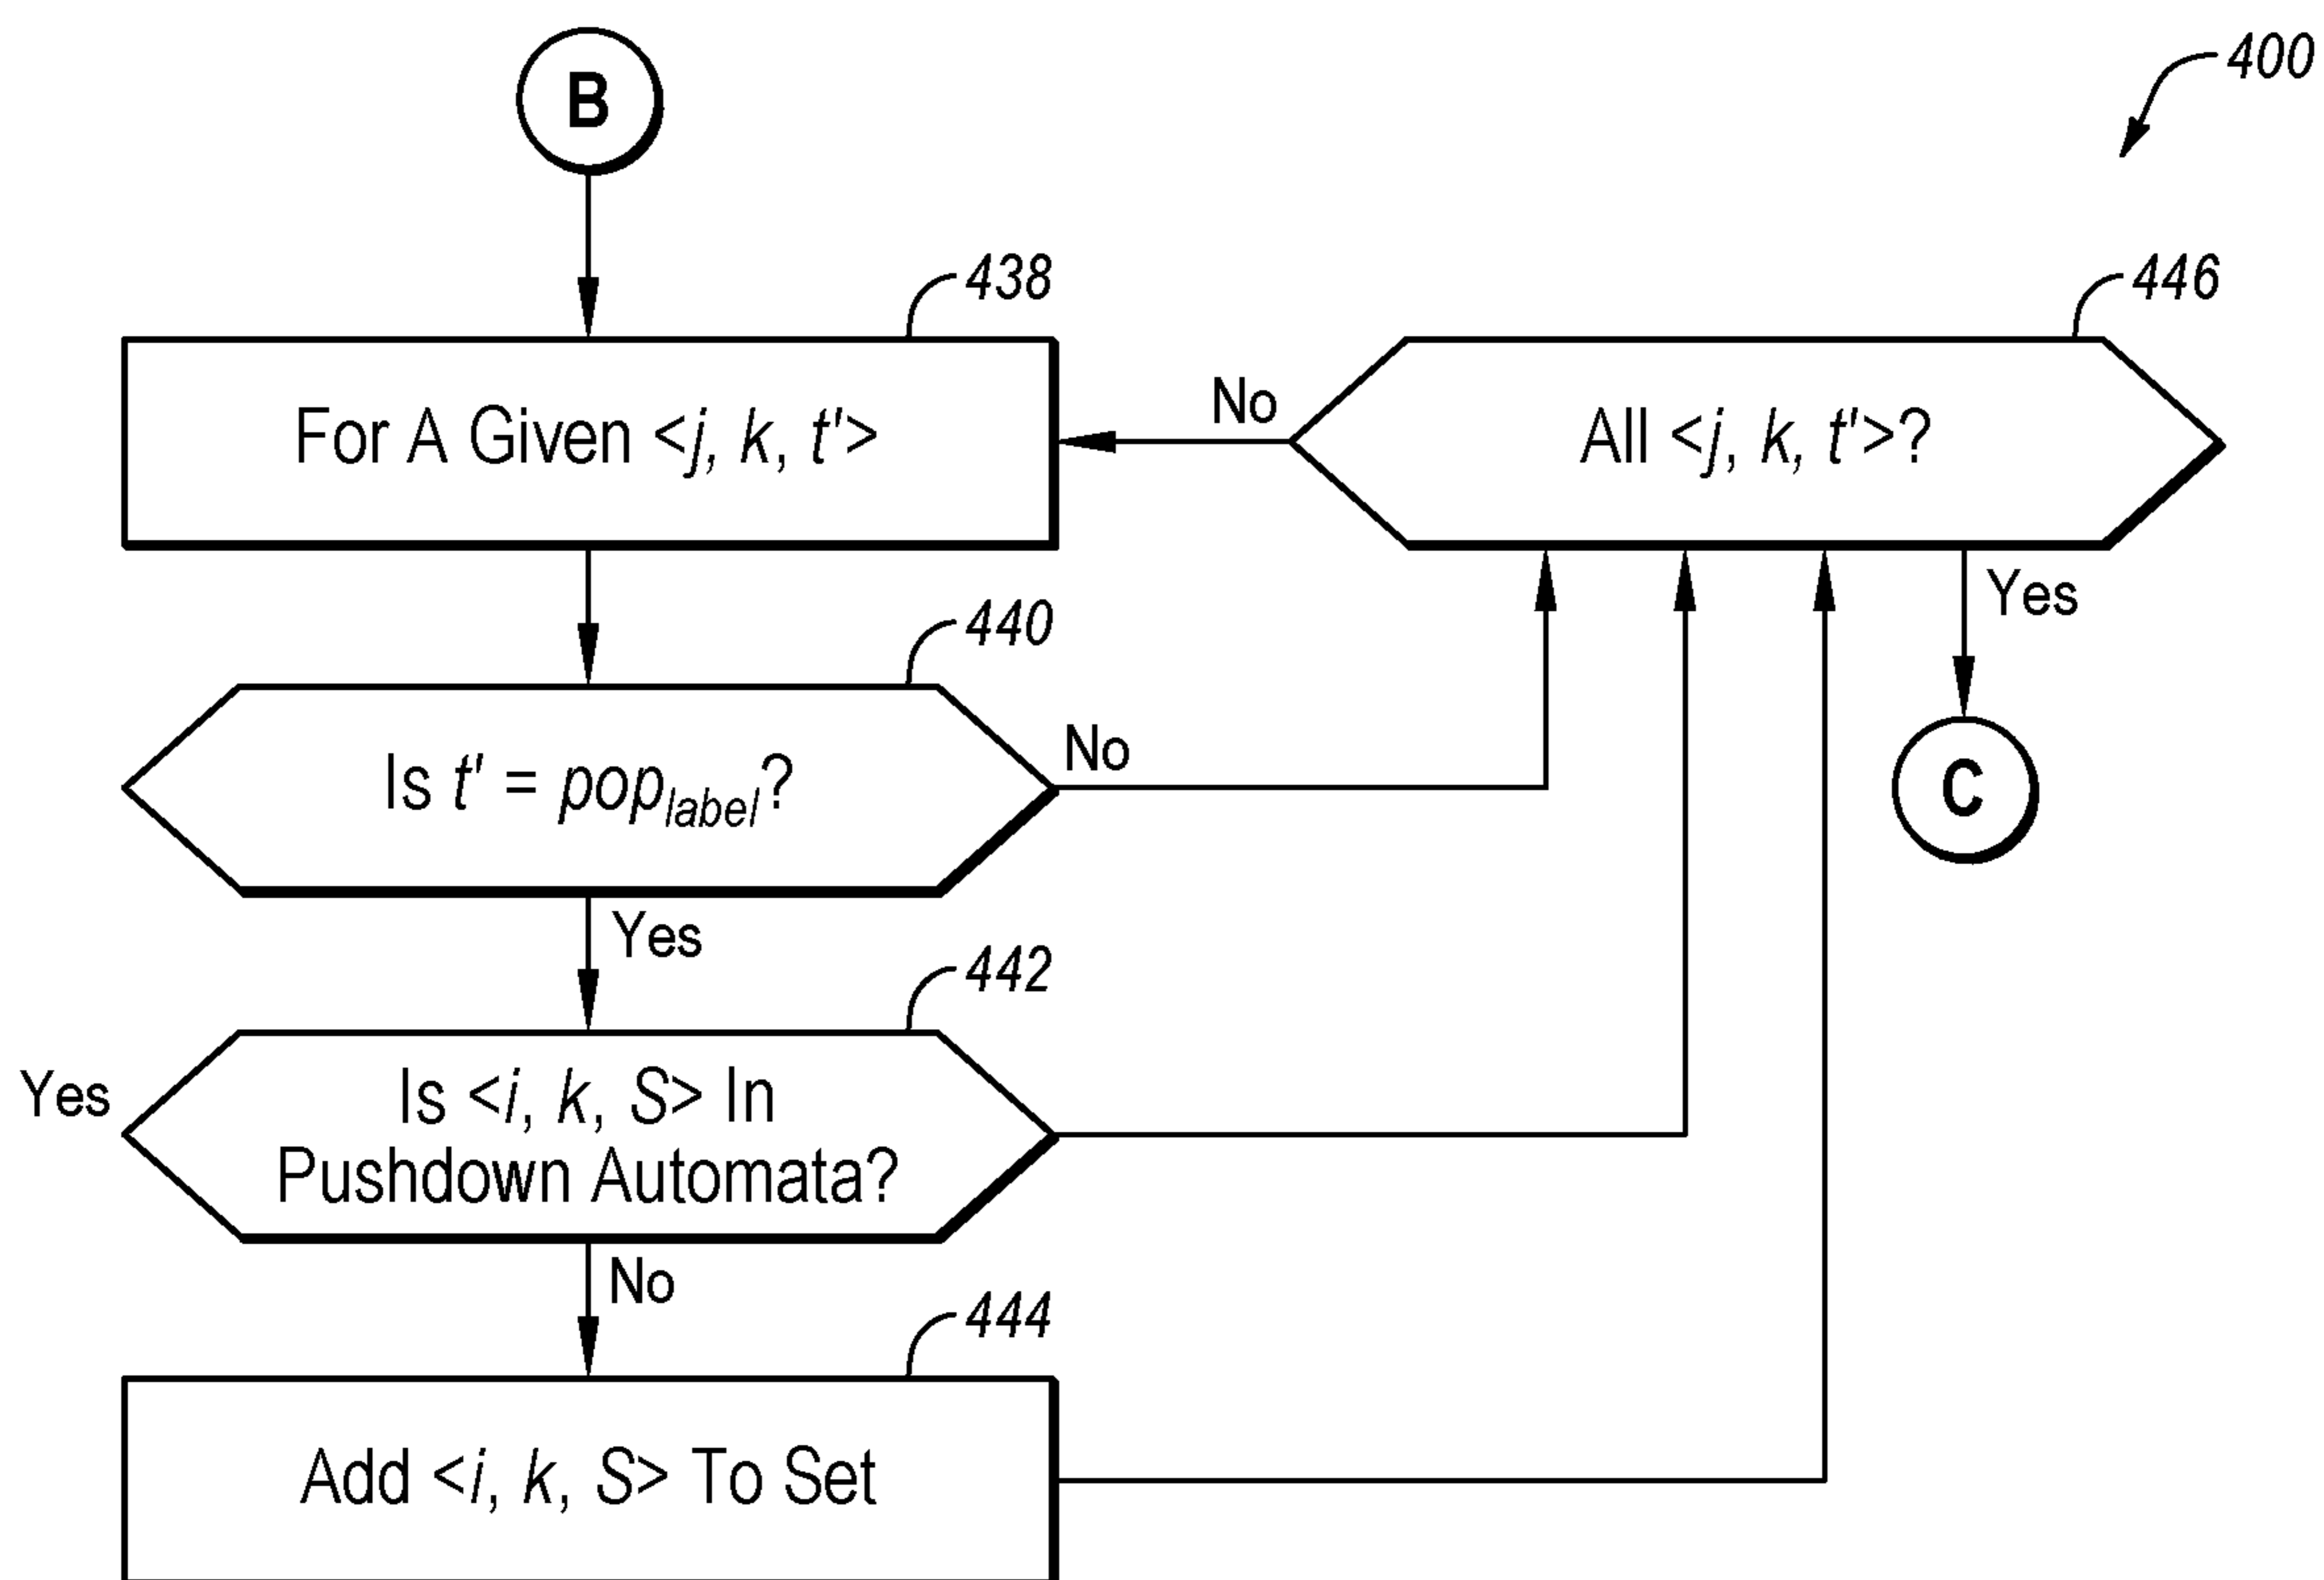 B
400
438
446
For A Given <j, k, t'>
No
All <j, k, t'>?
Yes
440
Is t' = pop_label?
No
C
Yes
442
Yes
Is <i, k, S> In
Pushdown Automata?
No
444
Add <i, k, S> To Set